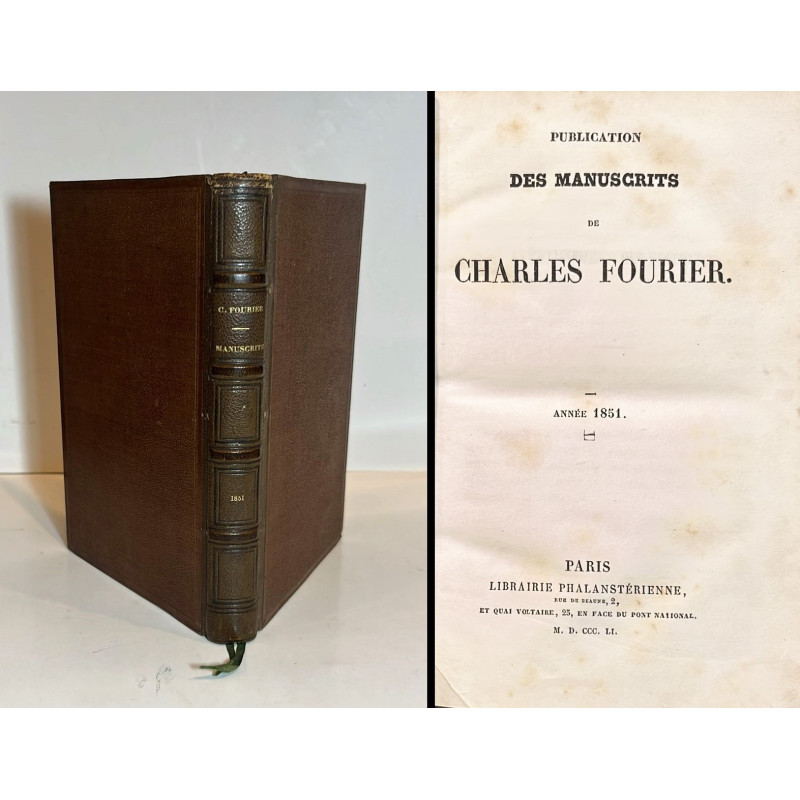 C. FOURIER
MANUSCRITS
1851
PUBLICATION
DES MANUSCRITS
DE
CHARLES FOURIER.
ANNÉE 1851.
PARIS
LIBRAIRIE PHALANSTÉRIENNE,
RUE DE BEAUNE, 2,
ET QUAI VOLTAIRE, 25, EN FACE DU PONT NATIONAL.
M. D. CCC. LI.